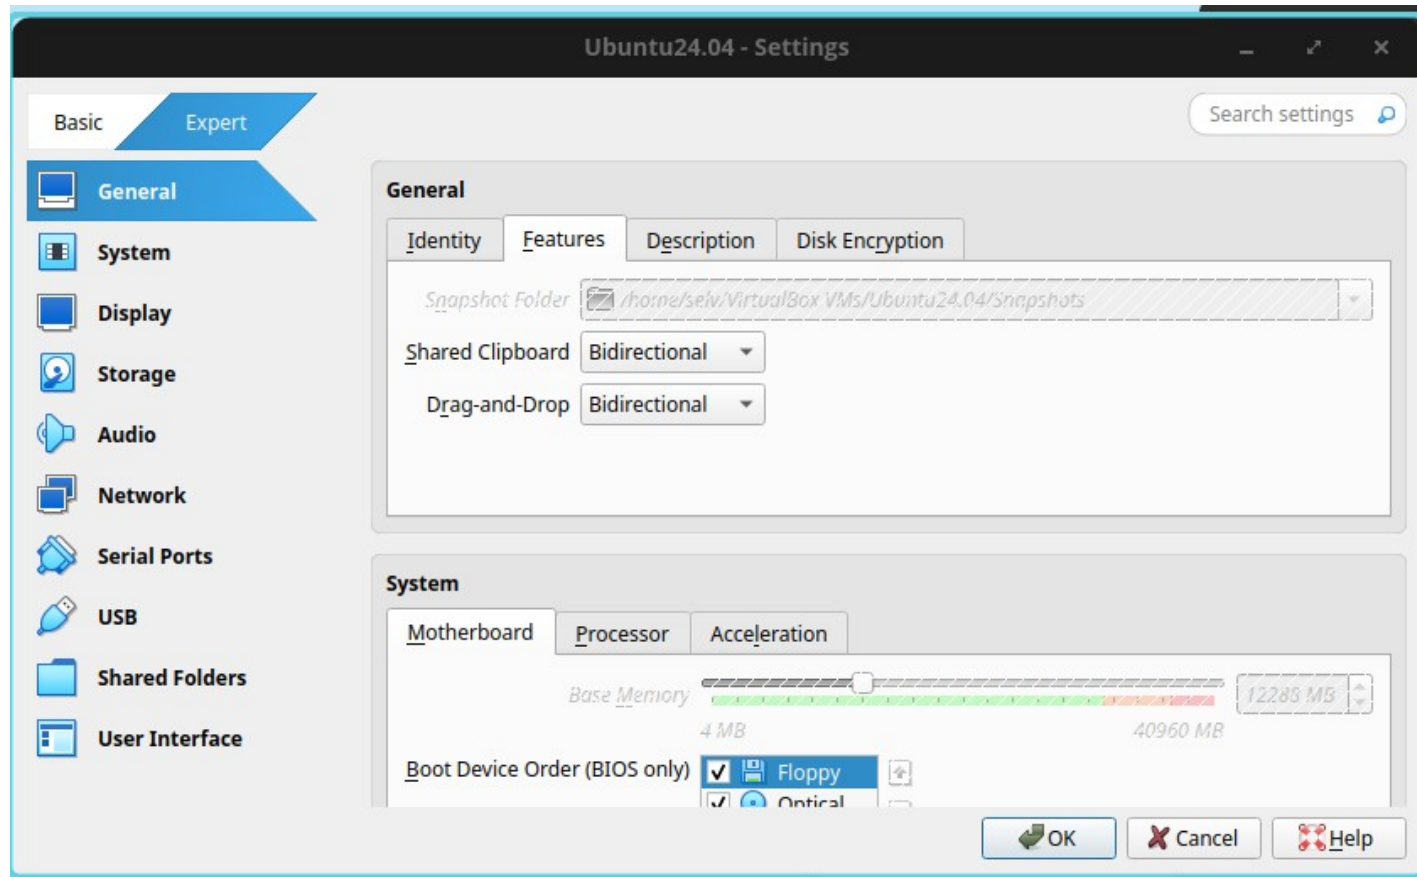 Ubuntu24.04 - Settings
Basic
Expert
Search settings
General
System
Display
Storage
Audio
Network
Serial Ports
USB
Shared Folders
User Interface
General
Identity
Features
Description
Disk Encryption
Snapshot Folder
/home/selv/VirtualBox VMs/Ubuntu24.04/Snapshots
Shared Clipboard
Bidirectional
Drag-and-Drop
Bidirectional
System
Motherboard
Processor
Acceleration
Base Memory
12288 MB
4 MB
40960 MB
Boot Device Order (BIOS only)
Floppy
Optical
OK
Cancel
Help